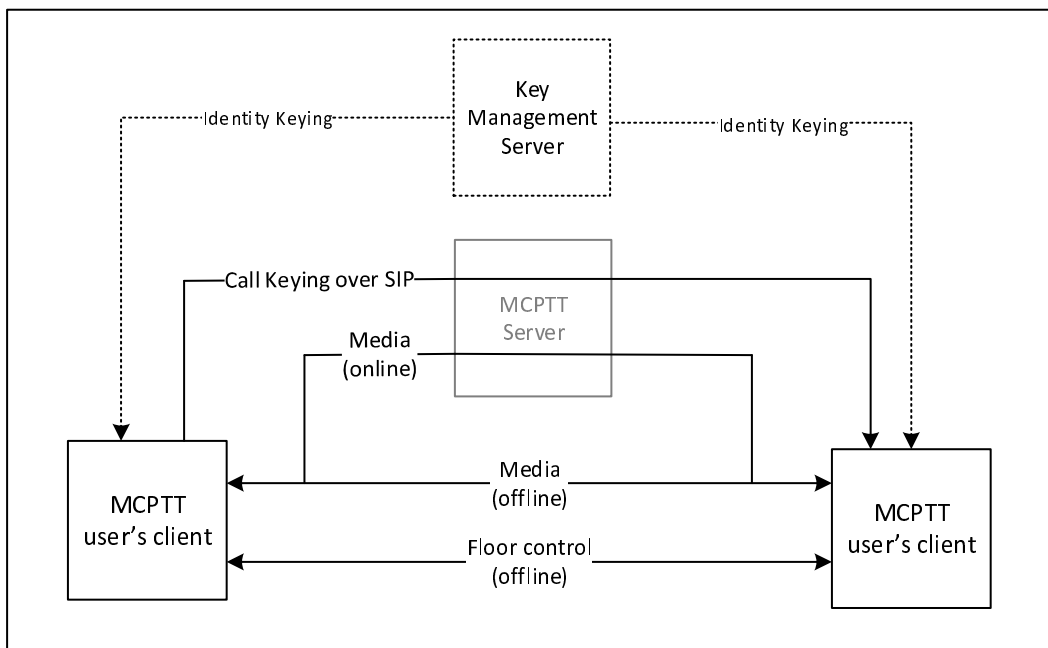 Key
Management
Server
Identity Keying
Identity Keying
Call Keying over SIP
MCPTT
Server
Media
(online)
MCPTT
user’s client
Media
(offline)
MCPTT
user’s client
Floor control
(offline)